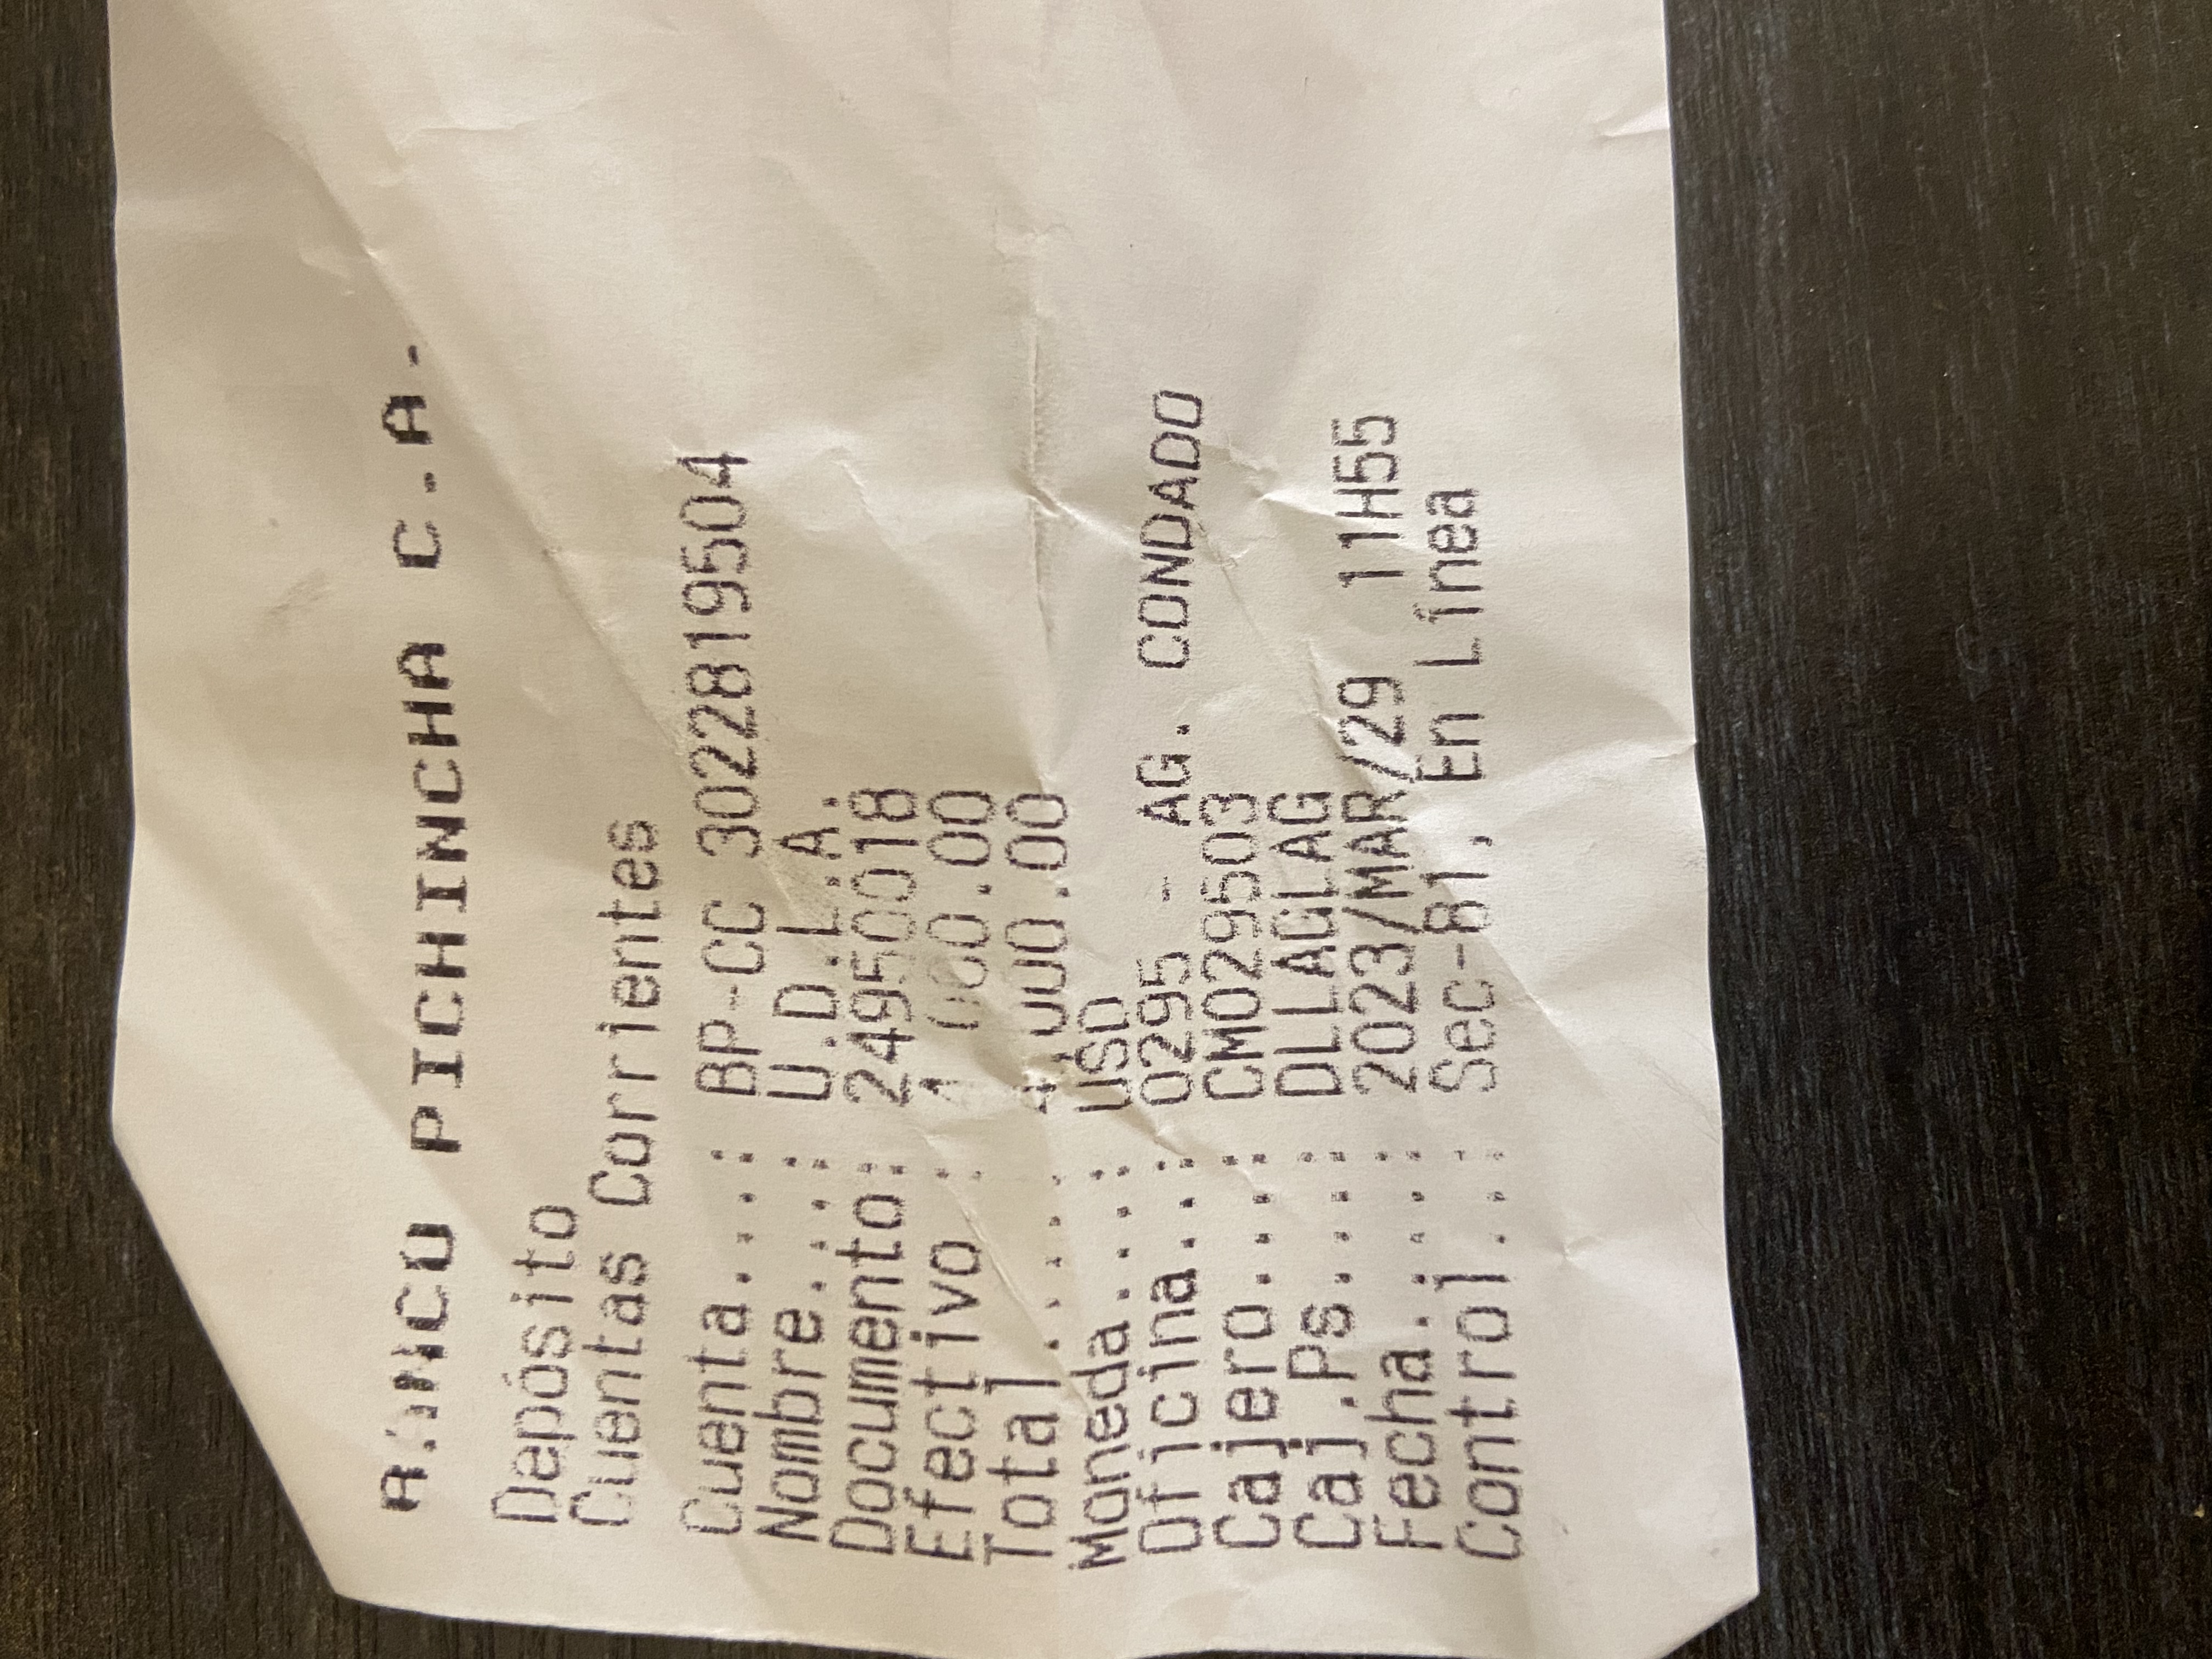 BANCO PICHINCHA C.A.
Depósito
Cuentas Corrientes
Cuenta....: BP-CC 3022819504
Nombre....: U.D.L.A.
Documento: 249500018
Efectivo :
Total.....
Moneda....: USD
Oficina...: 0295 - AG. CONDADO
Cajero....: CM029503
Caj.Ps....: DLLAGLAG
Fecha.....: 2023/MAR/29 11H55
Control...: Sec-81, En Línea